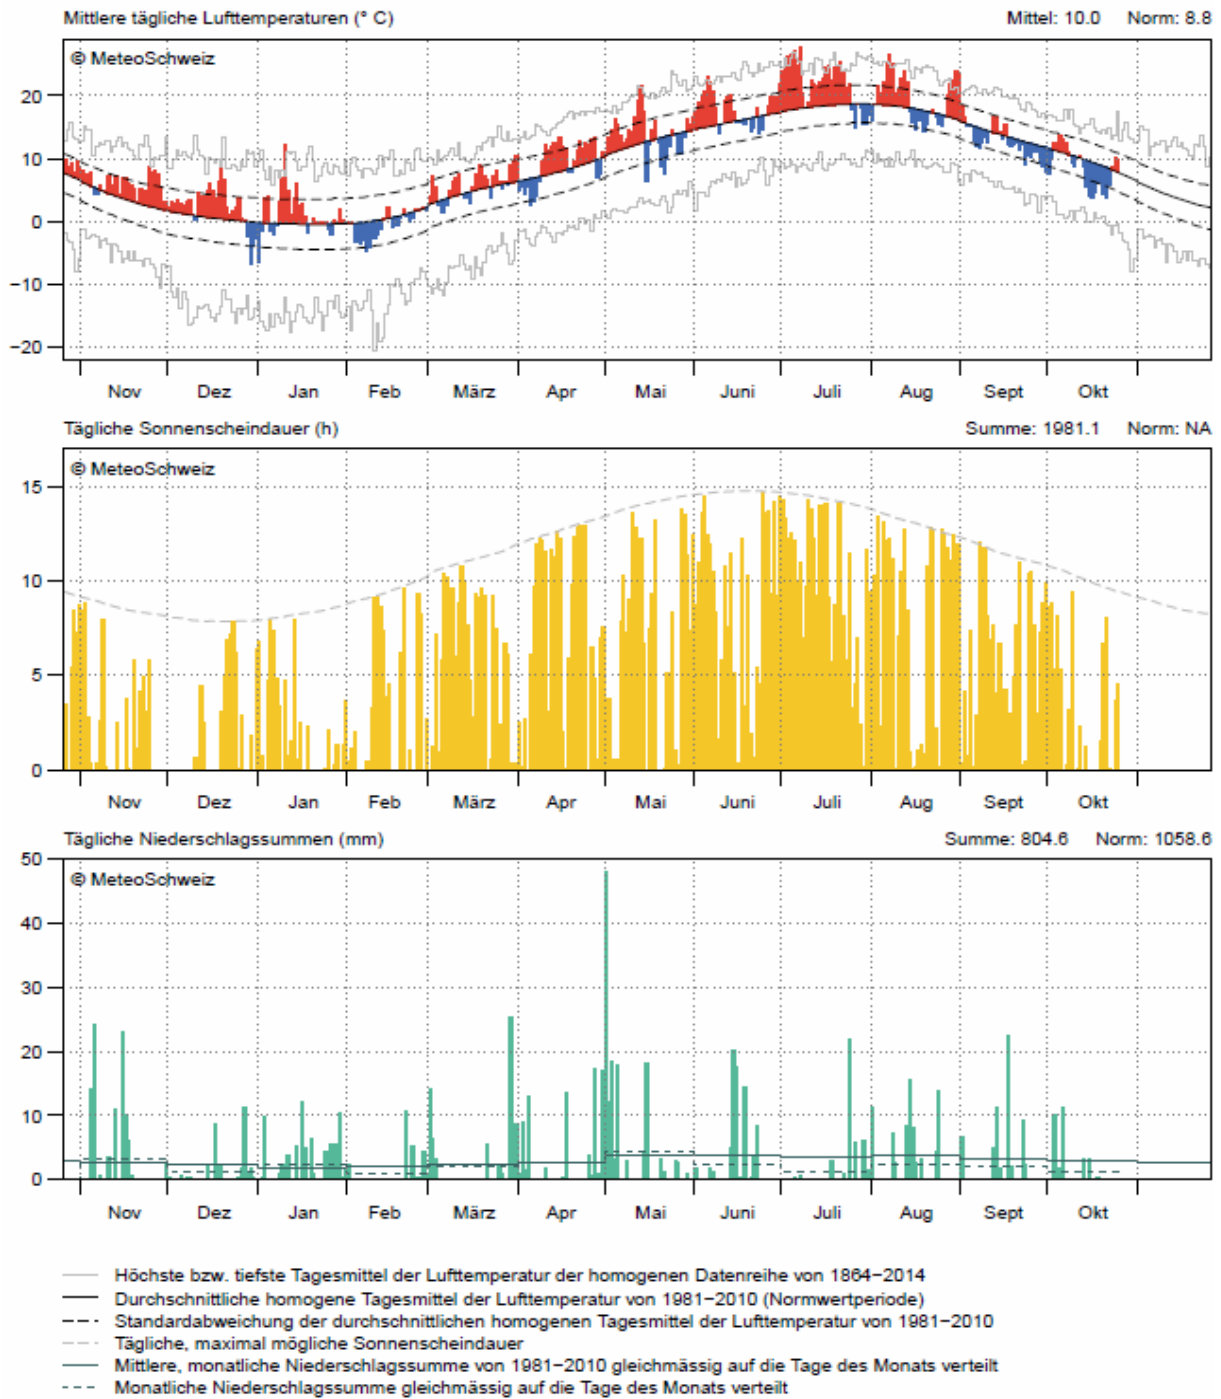 Mittlere tägliche Lufttemperaturen (° C) Mittel: 10.0 Norm: 8.8
© MeteoSchweiz
20
10
0
−10
−20
Nov Dez Jan Feb März Apr Mai Juni Juli Aug Sept Okt
Tägliche Sonnenscheindauer (h) Summe: 1981.1 Norm: NA
© MeteoSchweiz
15
10
5
0
Nov Dez Jan Feb März Apr Mai Juni Juli Aug Sept Okt
Tägliche Niederschlagssummen (mm) Summe: 804.6 Norm: 1058.6
50
© MeteoSchweiz
40
30
20
10
0
Nov Dez Jan Feb März Apr Mai Juni Juli Aug Sept Okt
Höchste bzw. tiefste Tagesmittel der Lufttemperatur der homogenen Datenreihe von 1864−2014
Durchschnittliche homogene Tagesmittel der Lufttemperatur von 1981−2010 (Normwertperiode)
Standardabweichung der durchschnittlichen homogenen Tagesmittel der Lufttemperatur von 1981−2010
Tägliche, maximal mögliche Sonnenscheindauer
Mittlere, monatliche Niederschlagssumme von 1981−2010 gleichmässig auf die Tage des Monats verteilt
Monatliche Niederschlagssumme gleichmässig auf die Tage des Monats verteilt